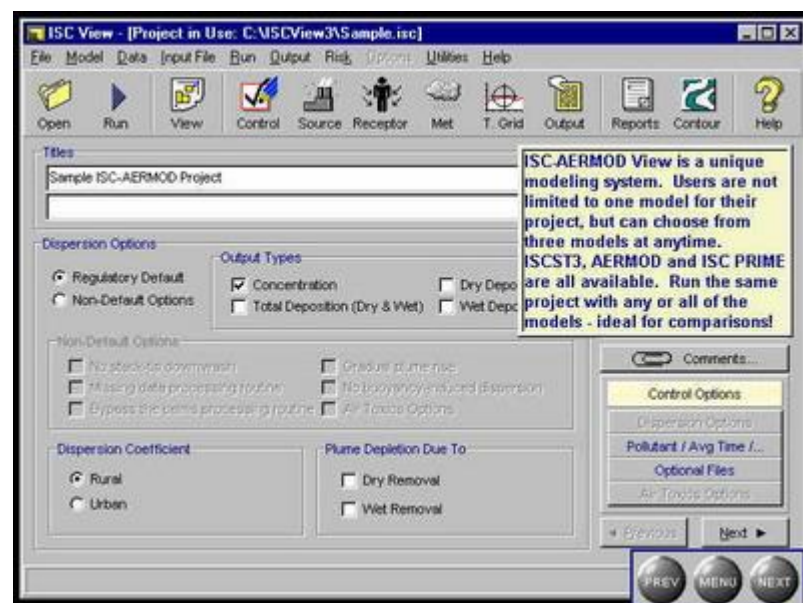 ISC View - [Project in Use: C:\ISCView3\Sample.isc]
File Model Data Input File Run Output Risk Options Utilities Help
Open Run View Control Source Receptor Met T. Grid Output Reports Contour Help
Titles
Sample ISC-AERMOD Project
ISC-AERMOD View is a unique
modeling system. Users are not
limited to one model for their
project, but can choose from
three models at anytime.
ISCST3, AERMOD and ISC PRIME
are all available. Run the same
project with any or all of the
models - ideal for comparisons!
Dispersion Options
Regulatory Default
Non-Default Options
Output Types
Concentration
Dry Depo
Total Deposition (Dry & Wet)
Wet Depo
Non-Default Options
No stack-tip downwash
Gradual plume rise
Missing data processing routine
No buoyancy-induced dispersion
Bypass the calms processing routine
Air Toxics Options
Dispersion Coefficient
Rural
Urban
Plume Depletion Due To
Dry Removal
Wet Removal
Comments...
Control Options
Dispersion Options
Pollutant / Avg Time /...
Optional Files
Air Toxics Options
Previous
Next
PREV MENU NEXT